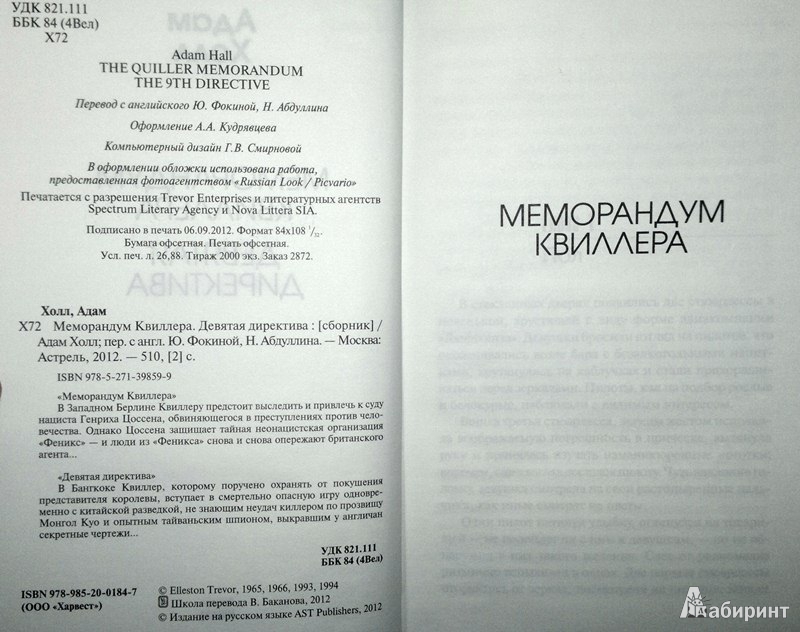 УДК 821.111
ББК 84 (4Вел)
Х72
Adam Hall
THE QUILLER MEMORANDUM
THE 9TH DIRECTIVE
Перевод с английского Ю. Фокиной, Н. Абдуллина
Оформление А.А. Кудрявцева
Компьютерный дизайн Г.В. Смирновой
В оформлении обложки использована работа,
предоставленная фотоагентством «Russian Look / Picvario»
Печатается с разрешения Trevor Enterprises и литературных агентств
Spectrum Literary Agency и Nova Littera SIA.
Подписано в печать 06.09.2012. Формат 84х108 1/32.
Бумага офсетная. Печать офсетная.
Усл. печ. л. 26,88. Тираж 2000 экз. Заказ 2872.
Холл, Адам
Х72 Меморандум Квиллера. Девятая директива : [сборник] /
Адам Холл; пер. с англ. Ю. Фокиной, Н. Абдуллина. — Москва:
Астрель, 2012. — 510, [2] с.
ISBN 978-5-271-39859-9
«Меморандум Квиллера»
В Западном Берлине Квиллеру предстоит выследить и привлечь к суду
нациста Генриха Цоссена, обвиняющегося в преступлениях против чело-
вечества. Однако Цоссена защищает тайная неонацистская организация
«Феникс» — и люди из «Феникса» снова и снова опережают британского
агента...
«Девятая директива»
В Бангкоке Квиллер, которому поручено охранять от покушения
представителя королевы, вступает в смертельно опасную игру одновре-
менно с китайской разведкой, не знающим неудач киллером по прозвищу
Монгол Куо и опытным тайваньским шпионом, выкравшим у англичан
секретные чертежи...
УДК 821.111
ББК 84 (4Вел)
ISBN 978-985-20-0184-7
(ООО «Харвест»)
© Elleston Trevor, 1965, 1966, 1993, 1994
Школа перевода В. Баканова, 2012
© Издание на русском языке AST Publishers, 2012
МЕМОРАНДУМ
КВИЛЛЕРА
Лабиринт